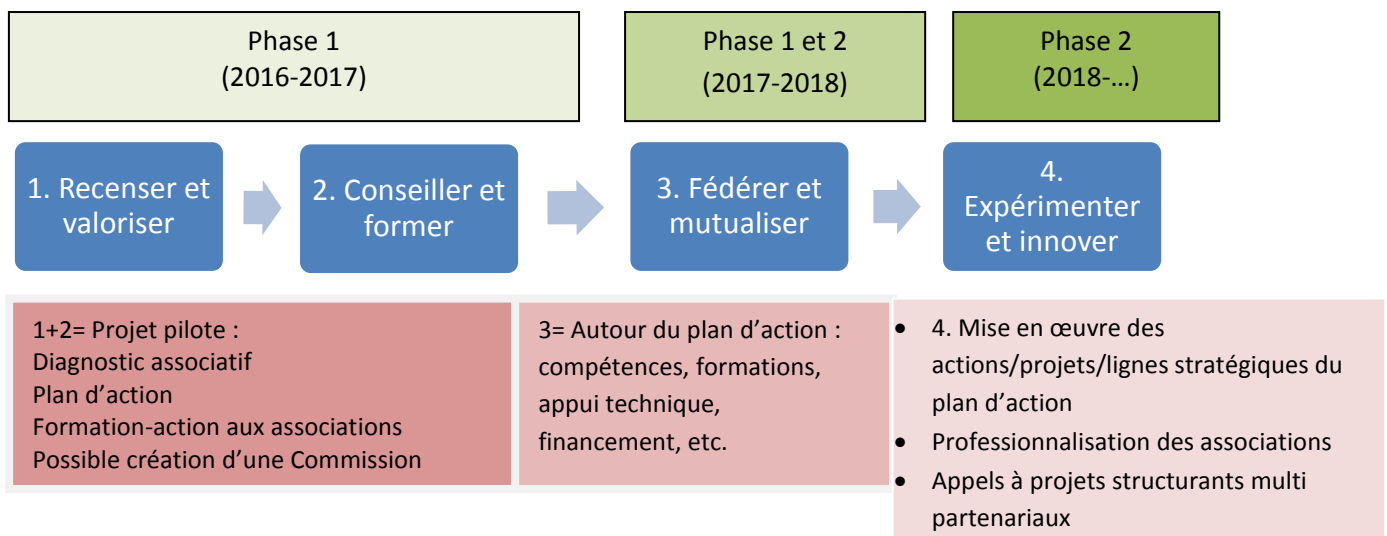 Phase 1
(2016-2017)
Phase 1 et 2
(2017-2018)
Phase 2
(2018-...)
1. Recenser et
valoriser
2. Conseiller et
former
3. Fédérer et
mutualiser
4.
Expérimenter
et innover
1+2= Projet pilote :
Diagnostic associatif
Plan d’action
Formation-action aux associations
Possible création d’une Commission
3= Autour du plan d’action :
compétences, formations,
appui technique,
financement, etc.
• 4. Mise en œuvre des
actions/projets/lignes stratégiques du
plan d’action
• Professionnalisation des associations
• Appels à projets structurants multi
partenariaux